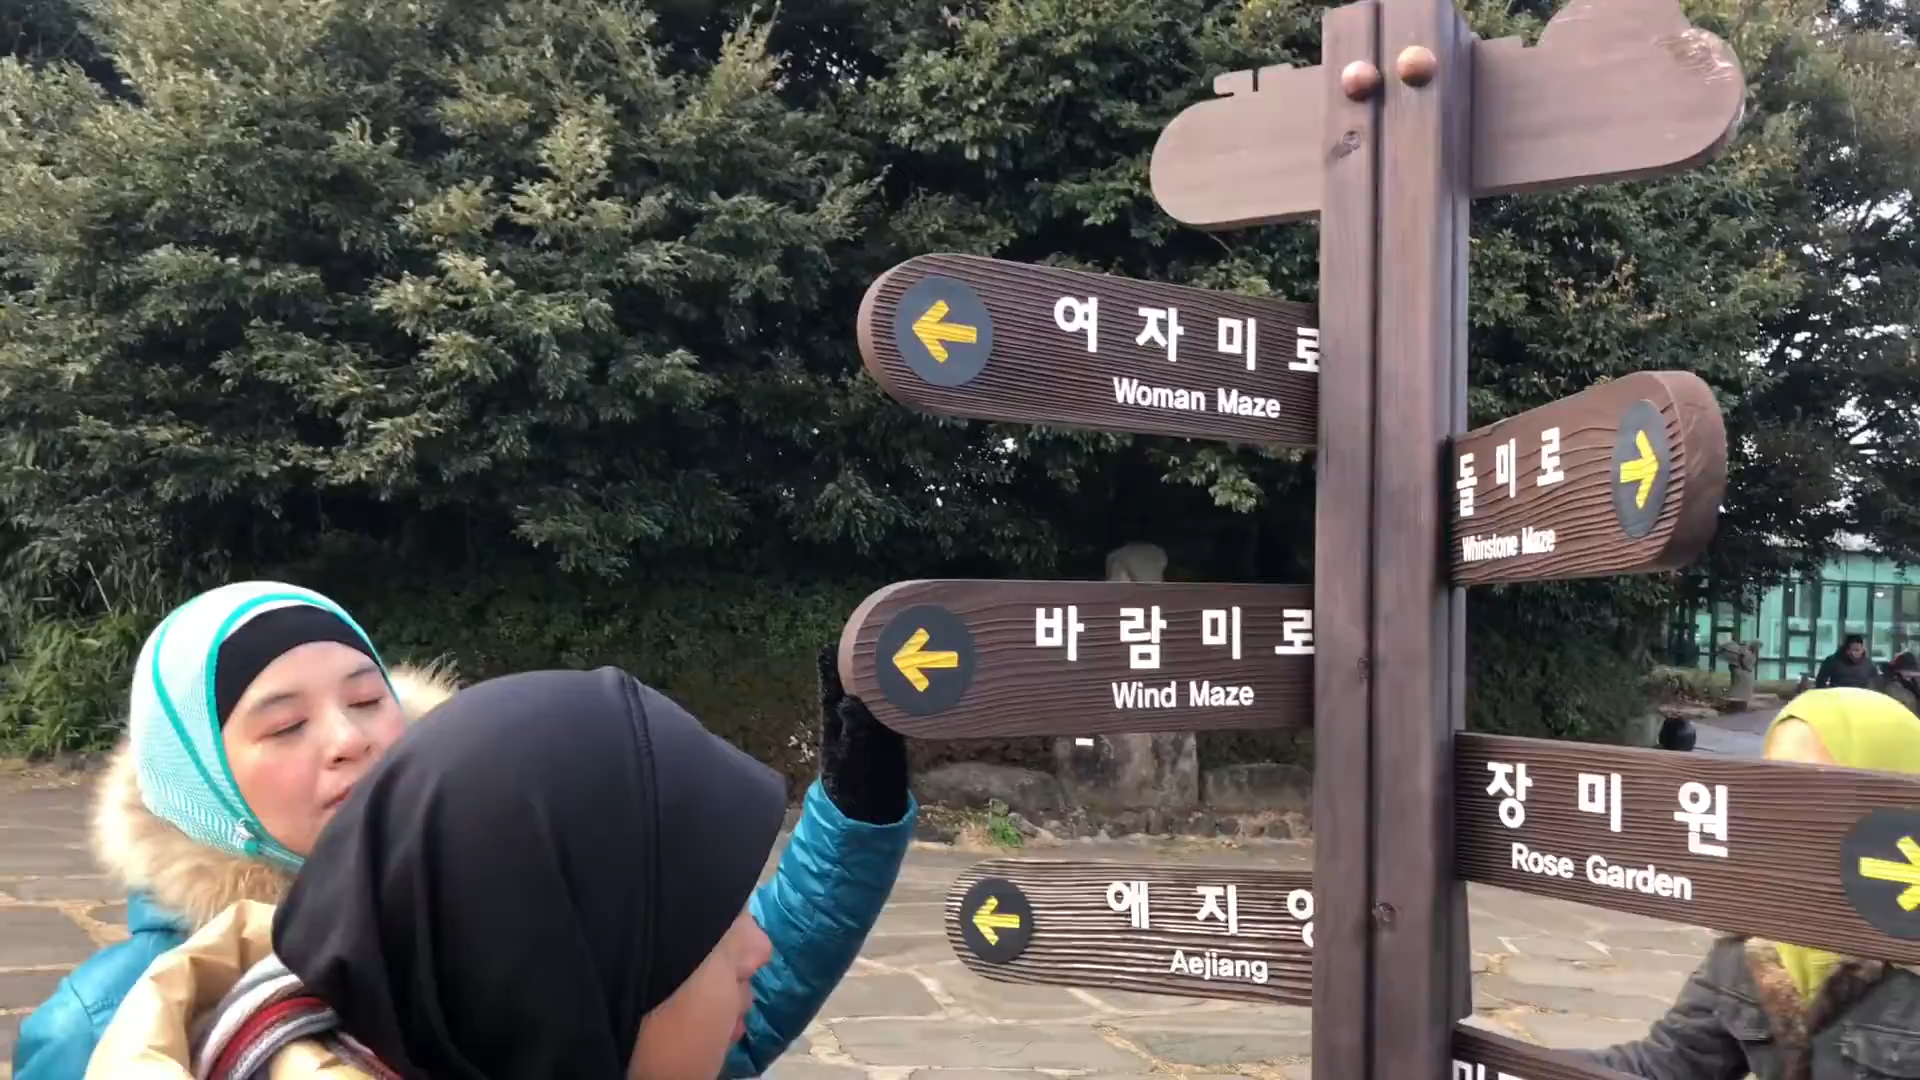 여자미로
Woman Maze
돌미로
Whinstone Maze
바람미로
Wind Maze
장미원
Rose Garden
애지
Aejiang